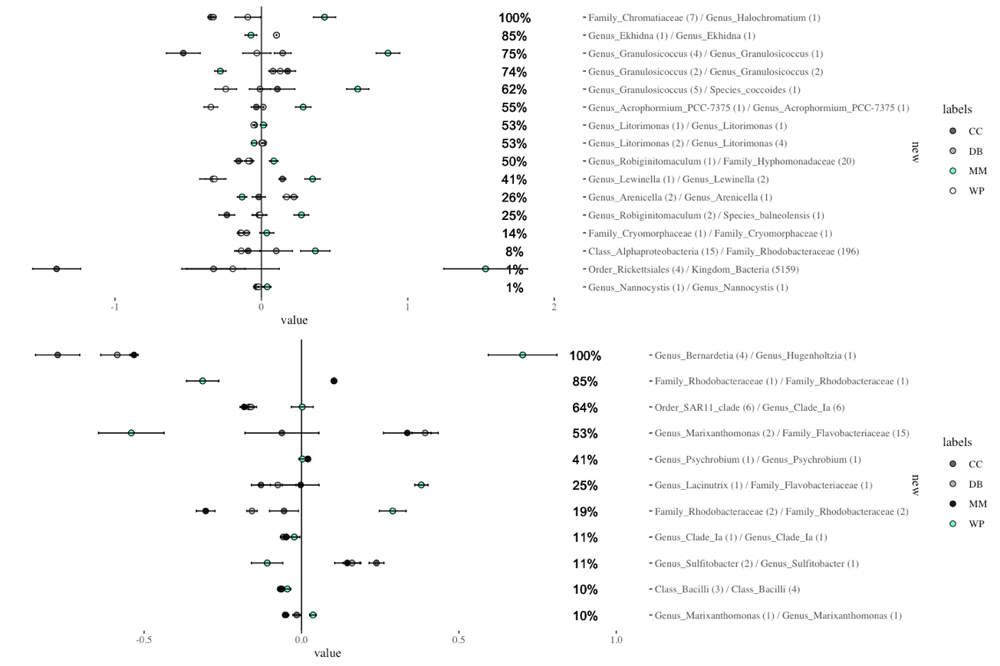 100% Family_Chromatiaceae (7) / Genus_Halochromatium (1)
85% Genus_Ekhidna (1) / Genus_Ekhidna (1)
75% Genus_Granulosicoccus (4) / Genus_Granulosicoccus (1)
74% Genus_Granulosicoccus (2) / Genus_Granulosicoccus (2)
62% Genus_Granulosicoccus (5) / Species_coccoides (1)
55% Genus_Acrophormium_PCC-7375 (1) / Genus_Acrophormium_PCC-7375 (1)
53% Genus_Litorimonas (1) / Genus_Litorimonas (1)
53% Genus_Litorimonas (2) / Genus_Litorimonas (4)
50% Genus_Robiginitomaculum (1) / Family_Hyphomonadaceae (20)
41% Genus_Lewinella (1) / Genus_Lewinella (2)
26% Genus_Arenicella (2) / Genus_Arenicella (1)
25% Genus_Robiginitomaculum (2) / Species_balneolensis (1)
14% Family_Cryomorphaceae (1) / Family_Cryomorphaceae (1)
8% Class_Alphaproteobacteria (15) / Family_Rhodobacteraceae (196)
1% Order_Rickettsiales (4) / Kingdom_Bacteria (5159)
1% Genus_Nannocystis (1) / Genus_Nannocystis (1)
-1 0 1 2
value
new
labels
CC
DB
MM
WP
100% Genus_Bernardetia (4) / Genus_Hugenholtzia (1)
85% Family_Rhodobacteraceae (1) / Family_Rhodobacteraceae (1)
64% Order_SAR11_clade (6) / Genus_Clade_Ia (6)
53% Genus_Marixanthomonas (2) / Family_Flavobacteriaceae (15)
41% Genus_Psychrobium (1) / Genus_Psychrobium (1)
25% Genus_Lacinutrix (1) / Family_Flavobacteriaceae (1)
19% Family_Rhodobacteraceae (2) / Family_Rhodobacteraceae (2)
11% Genus_Clade_Ia (1) / Genus_Clade_Ia (1)
11% Genus_Sulfitobacter (2) / Genus_Sulfitobacter (1)
10% Class_Bacilli (3) / Class_Bacilli (4)
10% Genus_Marixanthomonas (1) / Genus_Marixanthomonas (1)
-0.5 0.0 0.5 1.0
value
new
labels
CC
DB
MM
WP